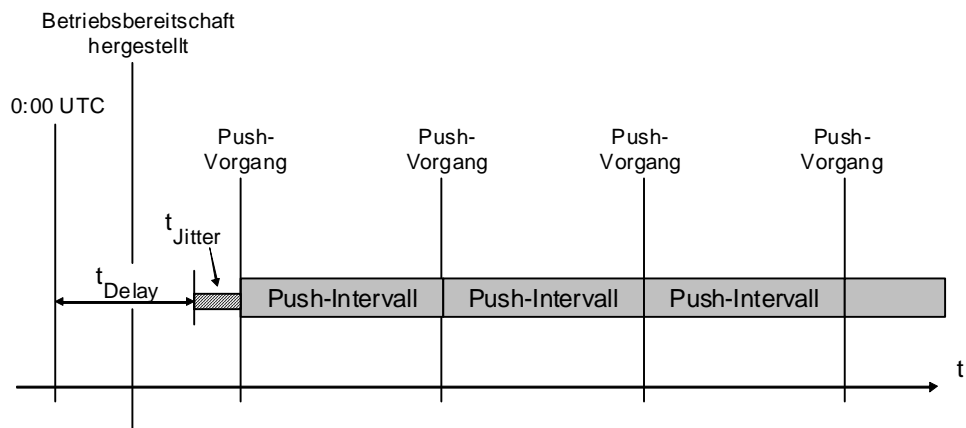 Betriebsbereitschaft
hergestellt
0:00 UTC
Push-
Vorgang
Push-
Vorgang
Push-
Vorgang
Push-
Vorgang
t Jitter
t Delay
Push-Intervall
Push-Intervall
Push-Intervall
t